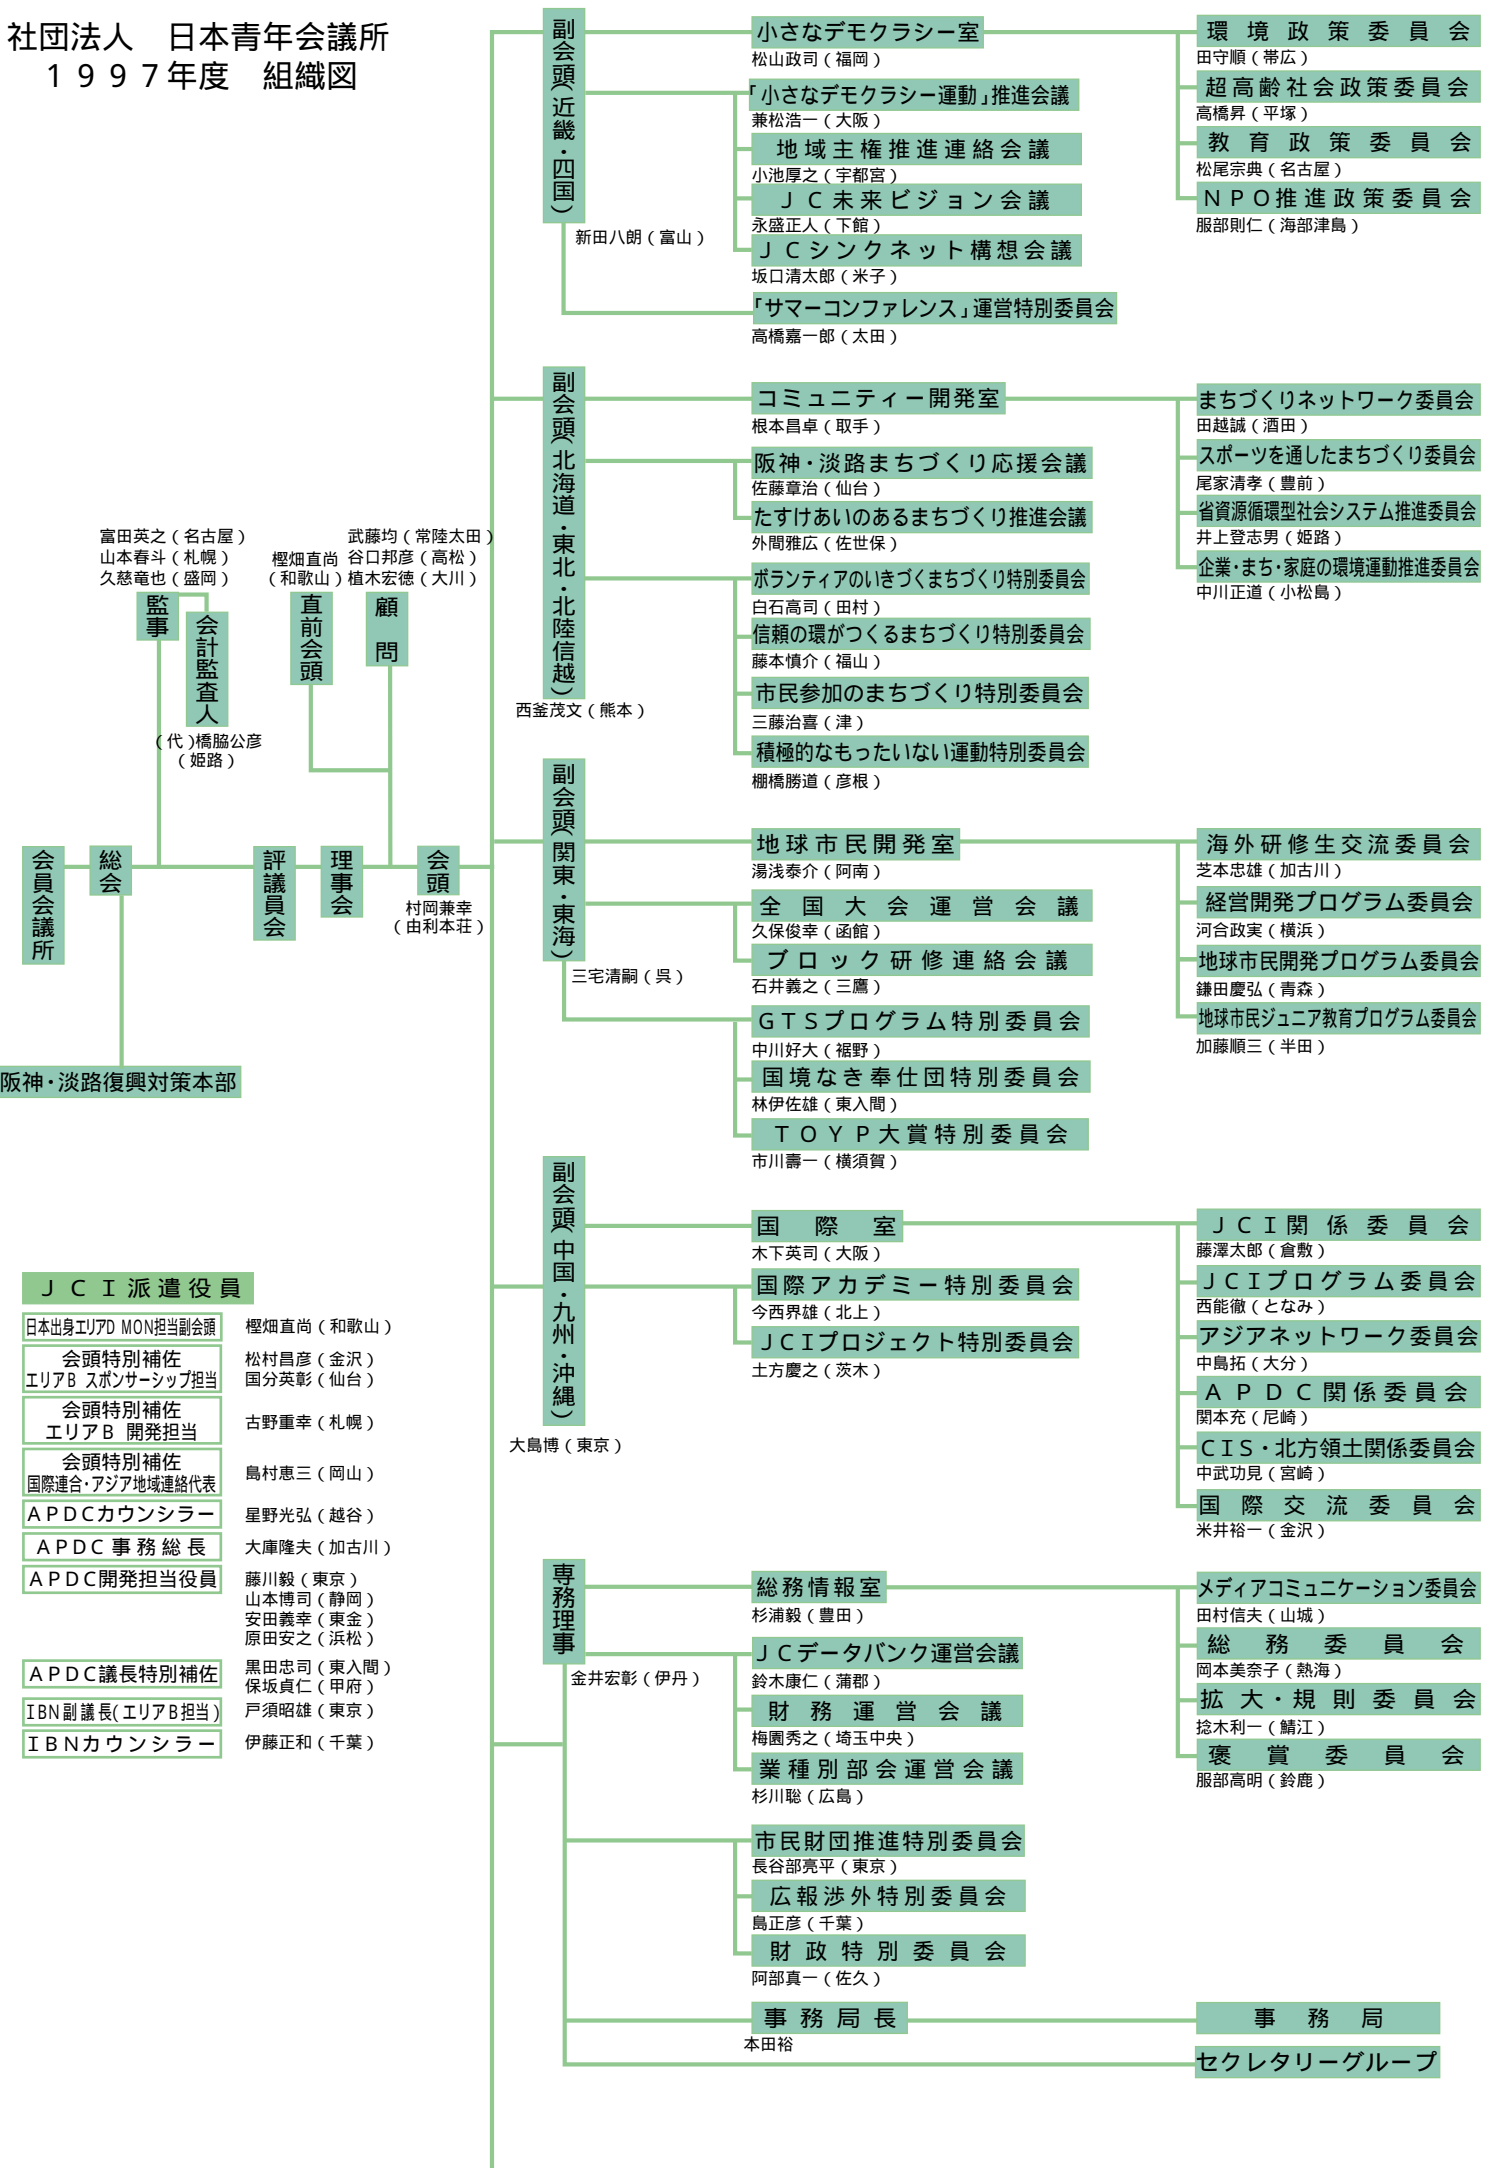 社団法人　日本青年会議所
１９９７年度　組織図
富田英之（名古屋）
山本春斗（札幌）
久慈竜也（盛岡）
監事
会計監査人
（代）橋脇公彦
（姫路）
樫畑直尚
（和歌山）
直前会頭
武藤均（常陸太田）
谷口邦彦（高松）
植木宏徳（大川）
顧問
会員会議所
総会
評議員会
理事会
会頭
村岡兼幸
（由利本荘）
阪神・淡路復興対策本部
副会頭（近畿・四国）
新田八朗（富山）
小さなデモクラシー室
松山政司（福岡）
「小さなデモクラシー運動」推進会議
兼松浩一（大阪）
地域主権推進連絡会議
小池厚之（宇都宮）
ＪＣ未来ビジョン会議
永盛正人（下館）
ＪＣシンクネット構想会議
坂口清太郎（米子）
「サマーコンファレンス」運営特別委員会
高橋嘉一郎（太田）
環境政策委員会
田守順（帯広）
超高齢社会政策委員会
高橋昇（平塚）
教育政策委員会
松尾宗典（名古屋）
ＮＰＯ推進政策委員会
服部則仁（海部津島）
副会頭（北海道・東北・北陸信越）
西釜茂文（熊本）
コミュニティー開発室
根本昌卓（取手）
阪神・淡路まちづくり応援会議
佐藤章治（仙台）
たすけあいのあるまちづくり推進会議
外間雅広（佐世保）
ボランティアのいきづくまちづくり特別委員会
白石高司（田村）
信頼の環がつくるまちづくり特別委員会
藤本慎介（福山）
市民参加のまちづくり特別委員会
三藤治喜（津）
積極的なもったいない運動特別委員会
棚橋勝道（彦根）
まちづくりネットワーク委員会
田越誠（酒田）
スポーツを通したまちづくり委員会
尾家清孝（豊前）
省資源循環型社会システム推進委員会
井上登志男（姫路）
企業・まち・家庭の環境運動推進委員会
中川正道（小松島）
副会頭（関東・東海）
三宅清嗣（呉）
地球市民開発室
湯浅泰介（阿南）
全国大会運営会議
久保俊幸（函館）
ブロック研修連絡会議
石井義之（三鷹）
ＧＴＳプログラム特別委員会
中川好大（裾野）
国境なき奉仕団特別委員会
林伊佐雄（東入間）
ＴＯＹＰ大賞特別委員会
市川壽一（横須賀）
海外研修生交流委員会
芝本忠雄（加古川）
経営開発プログラム委員会
河合政実（横浜）
地球市民開発プログラム委員会
鎌田慶弘（青森）
地球市民ジュニア教育プログラム委員会
加藤順三（半田）
副会頭（中国・九州・沖縄）
大島博（東京）
国際室
木下英司（大阪）
国際アカデミー特別委員会
今西界雄（北上）
ＪＣＩプロジェクト特別委員会
土方慶之（茨木）
ＪＣＩ関係委員会
藤澤太郎（倉敷）
ＪＣＩプログラム委員会
西能徹（となみ）
アジアネットワーク委員会
中島拓（大分）
ＡＰＤＣ関係委員会
関本充（尼崎）
ＣＩＳ・北方領土関係委員会
中武功見（宮崎）
国際交流委員会
米井裕一（金沢）
専務理事
金井宏彰（伊丹）
総務情報室
杉浦毅（豊田）
ＪＣデータバンク運営会議
鈴木康仁（蒲郡）
財務運営会議
梅園秀之（埼玉中央）
業種別部会運営会議
杉川聡（広島）
市民財団推進特別委員会
長谷部亮平（東京）
広報渉外特別委員会
島正彦（千葉）
財政特別委員会
阿部真一（佐久）
事務局長
本田裕
メディアコミュニケーション委員会
田村信夫（山城）
総務委員会
岡本美奈子（熱海）
拡大・規則委員会
捻木利一（鯖江）
褒賞委員会
服部高明（鈴鹿）
事務局
セクレタリーグループ
ＪＣＩ派遣役員
日本出身エリアD MON担当副会頭
樫畑直尚（和歌山）
会頭特別補佐
エリアB スポンサーシップ担当
松村昌彦（金沢）
国分英彰（仙台）
会頭特別補佐
エリアB 開発担当
古野重幸（札幌）
会頭特別補佐
国際連合・アジア地域連絡代表
島村恵三（岡山）
ＡＰＤＣカウンシラー
星野光弘（越谷）
ＡＰＤＣ事務総長
大庫隆夫（加古川）
ＡＰＤＣ開発担当役員
藤川毅（東京）
山本博司（静岡）
安田義幸（東金）
原田安之（浜松）
ＡＰＤＣ議長特別補佐
黒田忠司（東入間）
保坂貞仁（甲府）
ＩＢＮ副議長（エリアB担当）
戸須昭雄（東京）
ＩＢＮカウンシラー
伊藤正和（千葉）